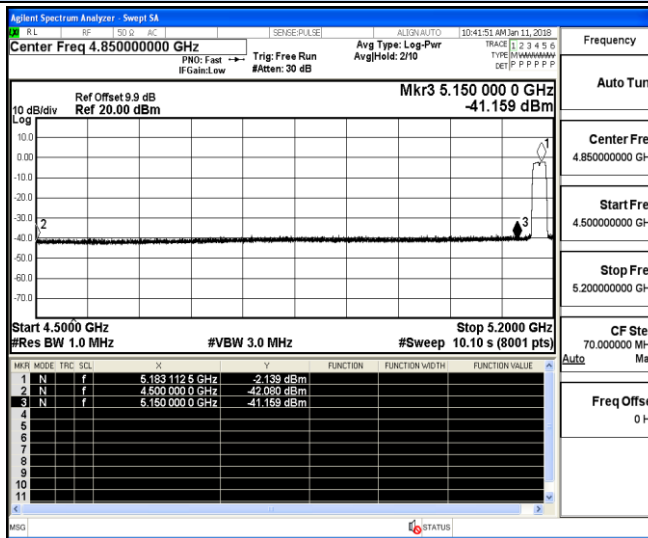 Agilent Spectrum Analyzer - Swept SA
RL RF 50 Ω AC SENSE:PULSE ALIGN AUTO 10:41:51 AM Jan 11, 2018
Center Freq 4.850000000 GHz
PNO: Fast
IFGain:Low
Trig: Free Run
#Atten: 30 dB
Avg Type: Log-Pwr
Avg|Hold: 2/10
TRACE 1 2 3 4 5 6
TYPE M W W W W W
DET P P P P P P
Frequency
Auto Tun
Center Fre
4.850000000 GH
Start Fre
4.500000000 GH
Stop Fre
5.200000000 GH
CF Ste
70.000000 MH
Auto Ma
Freq Offse
0 H
Ref Offset 9.9 dB
10 dB/div Ref 20.00 dBm
Log
Mkr3 5.150 000 0 GHz
-41.159 dBm
10.0
0.00
-10.0
-20.0
-30.0
-40.0
-50.0
-60.0
-70.0
1
2
3
Start 4.5000 GHz Stop 5.2000 GHz
#Res BW 1.0 MHz #VBW 3.0 MHz #Sweep 10.10 s (8001 pts)
MKR MODE TRC SCL X Y FUNCTION FUNCTION WIDTH FUNCTION VALUE
1 N f 5.183 112 5 GHz -2.139 dBm
2 N f 4.500 000 0 GHz -42.080 dBm
3 N f 5.150 000 0 GHz -41.159 dBm
4
5
6
7
8
9
10
11
MSG STATUS